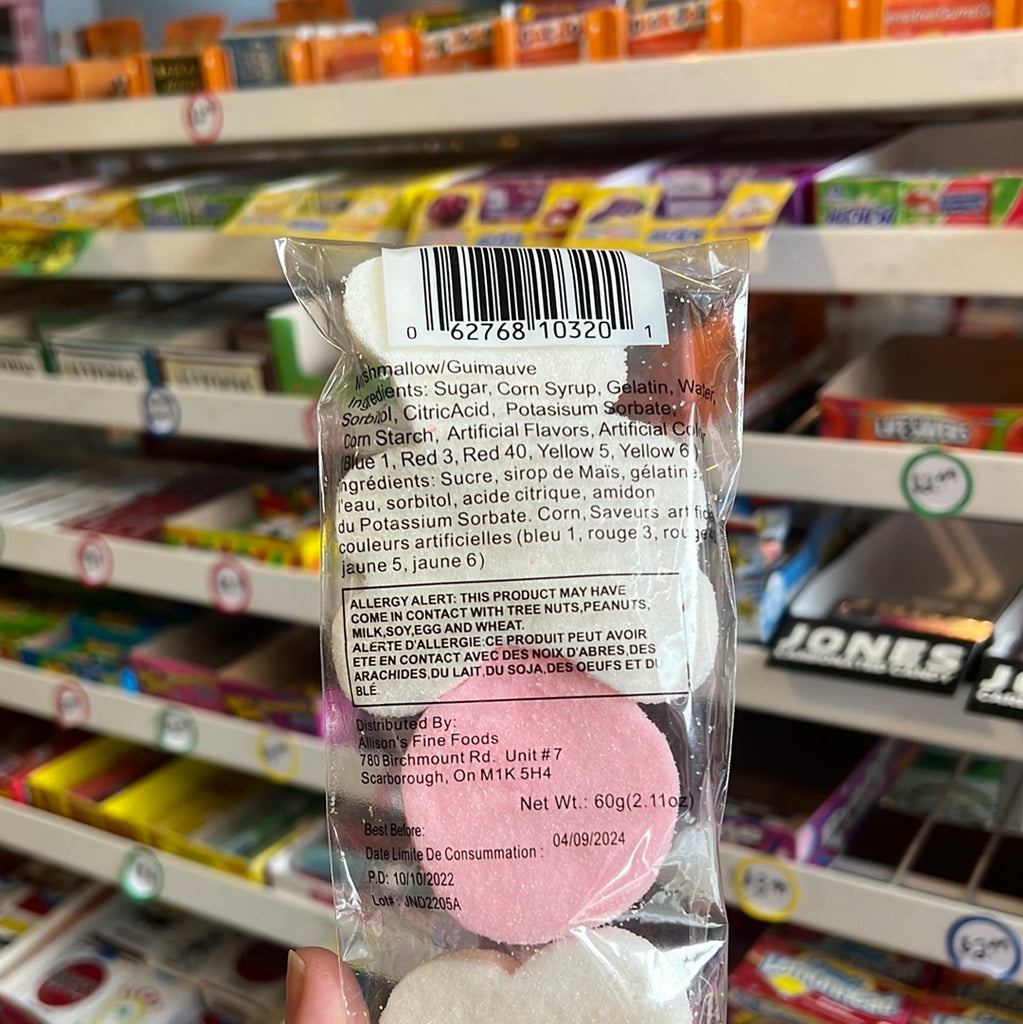 0 62768 10320 1
Marshmallow/Guimauve
Ingredients: Sugar, Corn Syrup, Gelatin, Water,
Sorbitol, CitricAcid, Potasisum Sorbate,
Corn Starch, Artificial Flavors, Artificial
Blue 1, Red 3, Red 40, Yellow 5, Yellow 6
Ingrédients: Sucre, sirop de Maïs, gélatine,
l'eau, sorbitol, acide citrique, amidon
du Potassium Sorbate. Corn, Saveurs artific
couleurs artificielles (bleu 1, rouge 3, rouge
jaune 5, jaune 6)
ALLERGY ALERT: THIS PRODUCT MAY HAVE
COME IN CONTACT WITH TREE NUTS,PEANUTS,
MILK,SOY,EGG AND WHEAT.
ALERTE D'ALLERGIE:CE PRODUIT PEUT AVOIR
ETE EN CONTACT AVEC DES NOIX D'ABRES,DES
ARACHIDES,DU LAIT,DU SOJA,DES OEUFS ET DU
BLÉ.
Distributed By:
Allison's Fine Foods
780 Birchmount Rd. Unit #7
Scarborough, On M1K 5H4
Net Wt.: 60g(2.11oz)
Best Before:
Date Limite De Consummation : 04/09/2024
P.D: 10/10/2022
Lot#: JND2205A
LIFESAVERS
JONES